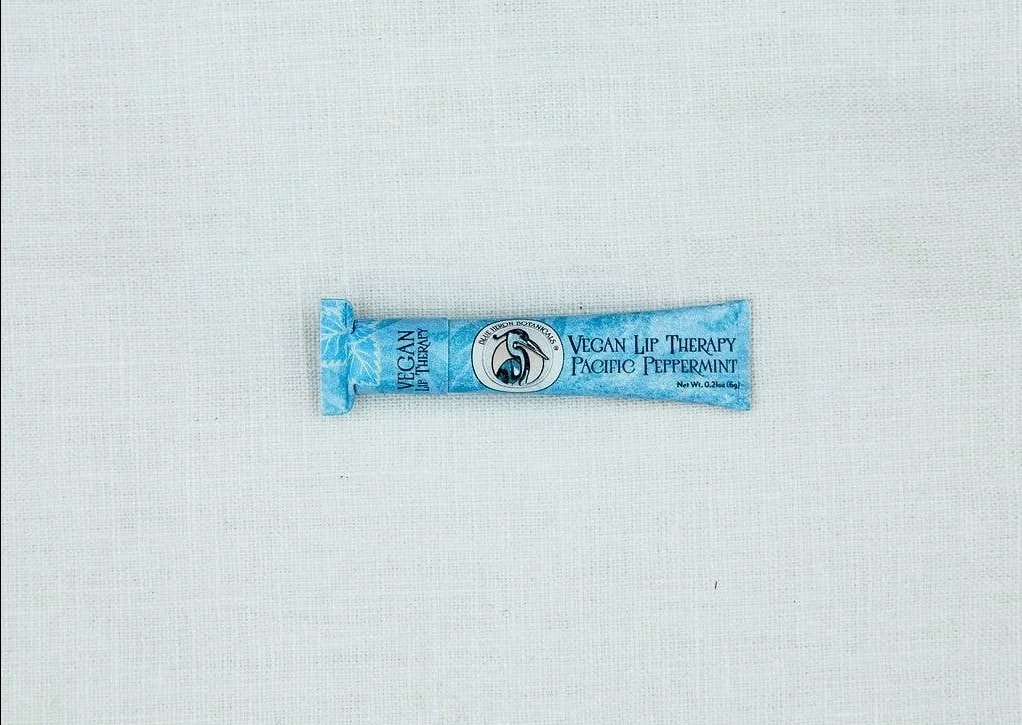 VEGAN
LIP THERAPY
BLUE HERON BOTANICALS ®
VEGAN LIP THERAPY
PACIFIC PEPPERMINT
Net Wt. 0.21oz (6g)